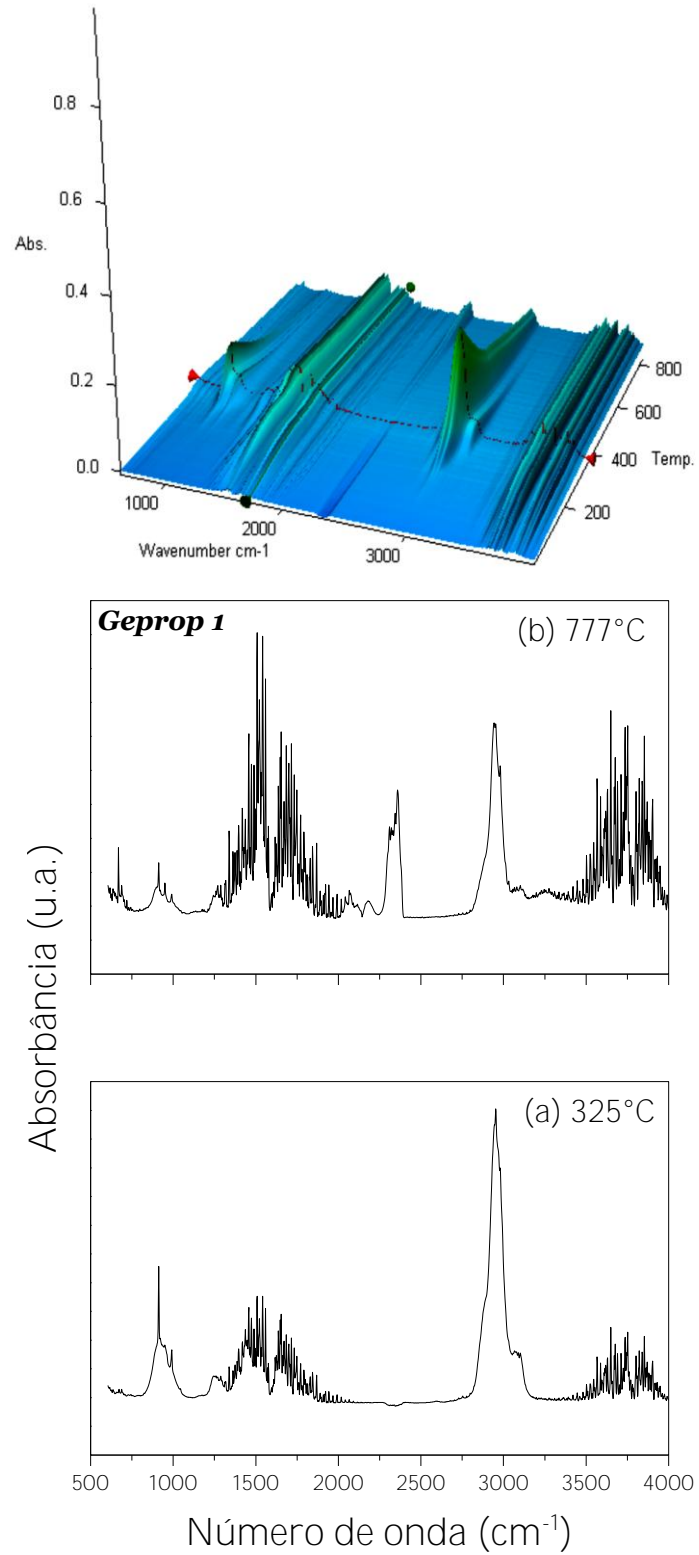 0.8
0.6
Abs.
0.4
0.2
0.0
1000
2000
3000
Wavenumber cm-1
800
600
400 Temp.
200
Geprop 1
(b) 777°C
Absorbância (u.a.)
(a) 325°C
500 1000 1500 2000 2500 3000 3500 4000
Número de onda (cm-1)